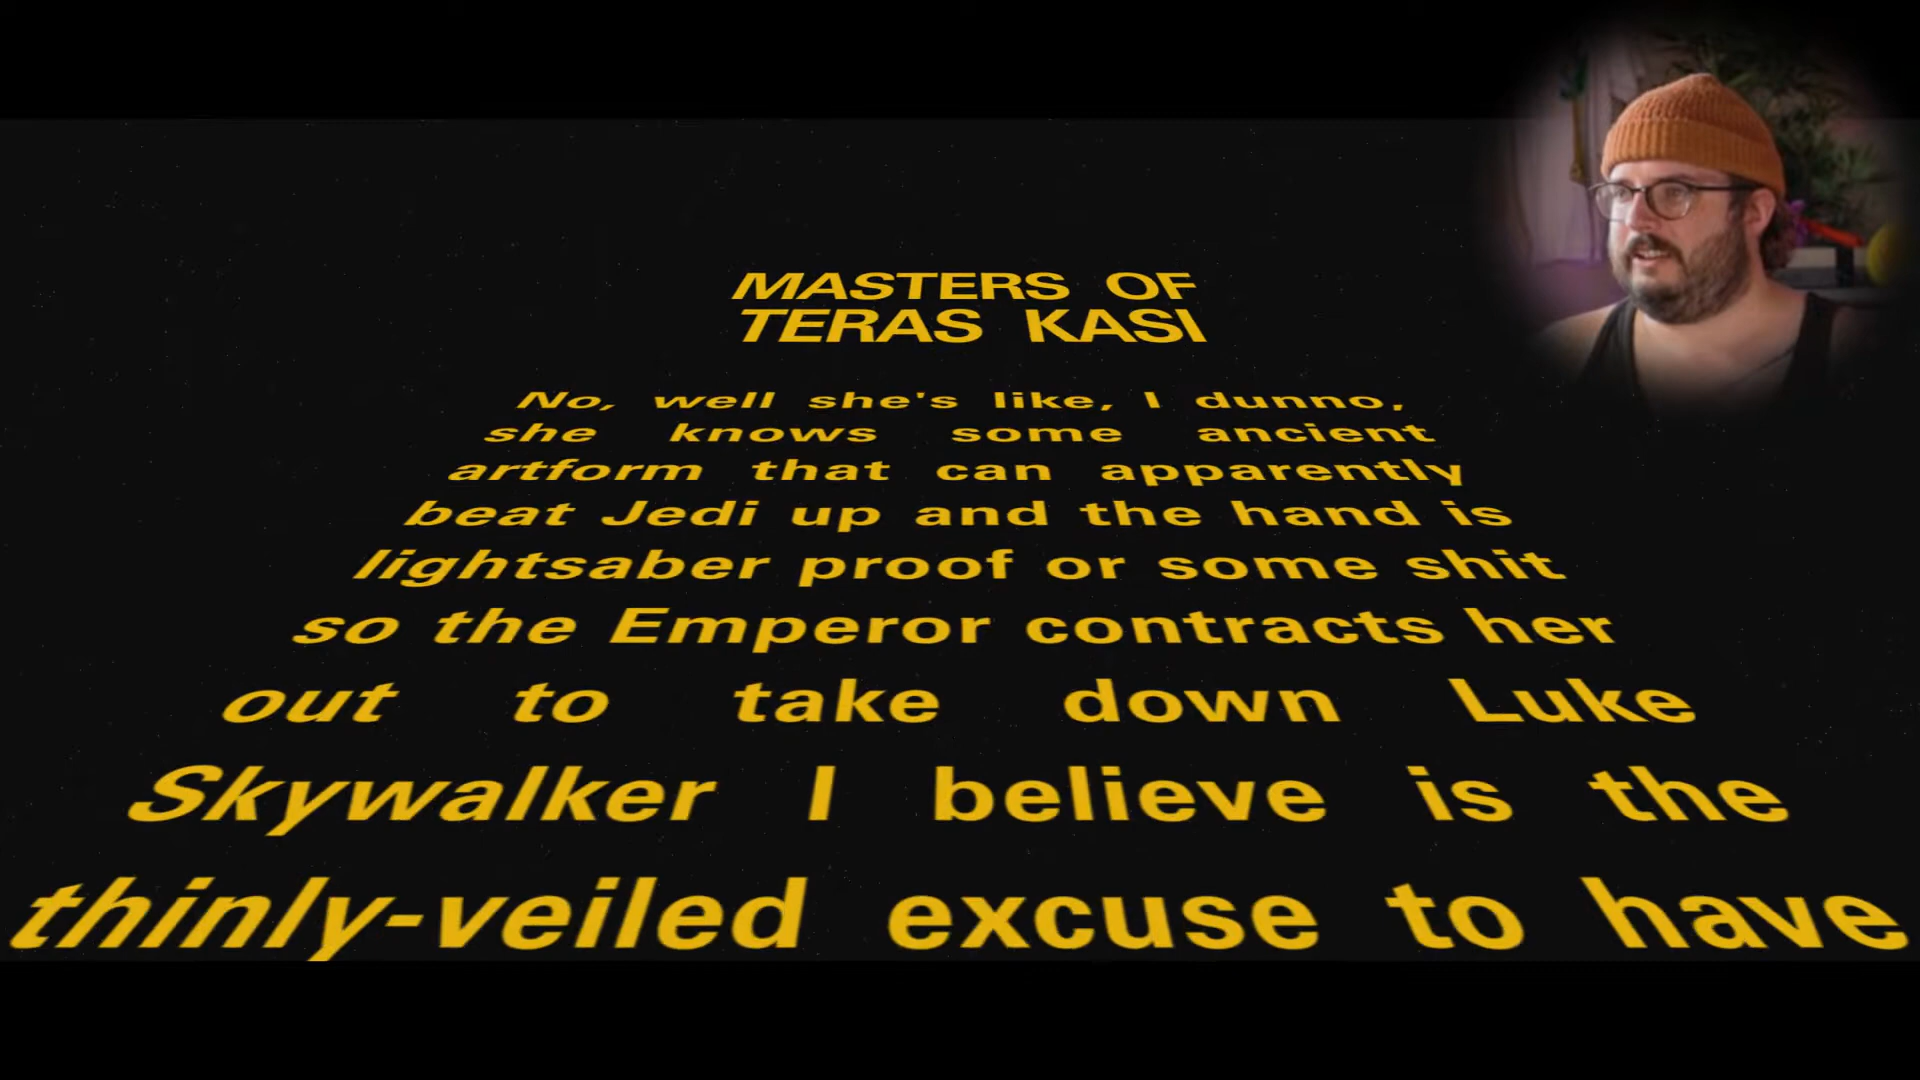 MASTERS OF
TERAS KASI
No, well she's like, I dunno,
she knows some ancient
artform that can apparently
beat Jedi up and the hand is
lightsaber proof or some shit
so the Emperor contracts her
out to take down Luke
Skywalker I believe is the
thinly-veiled excuse to have